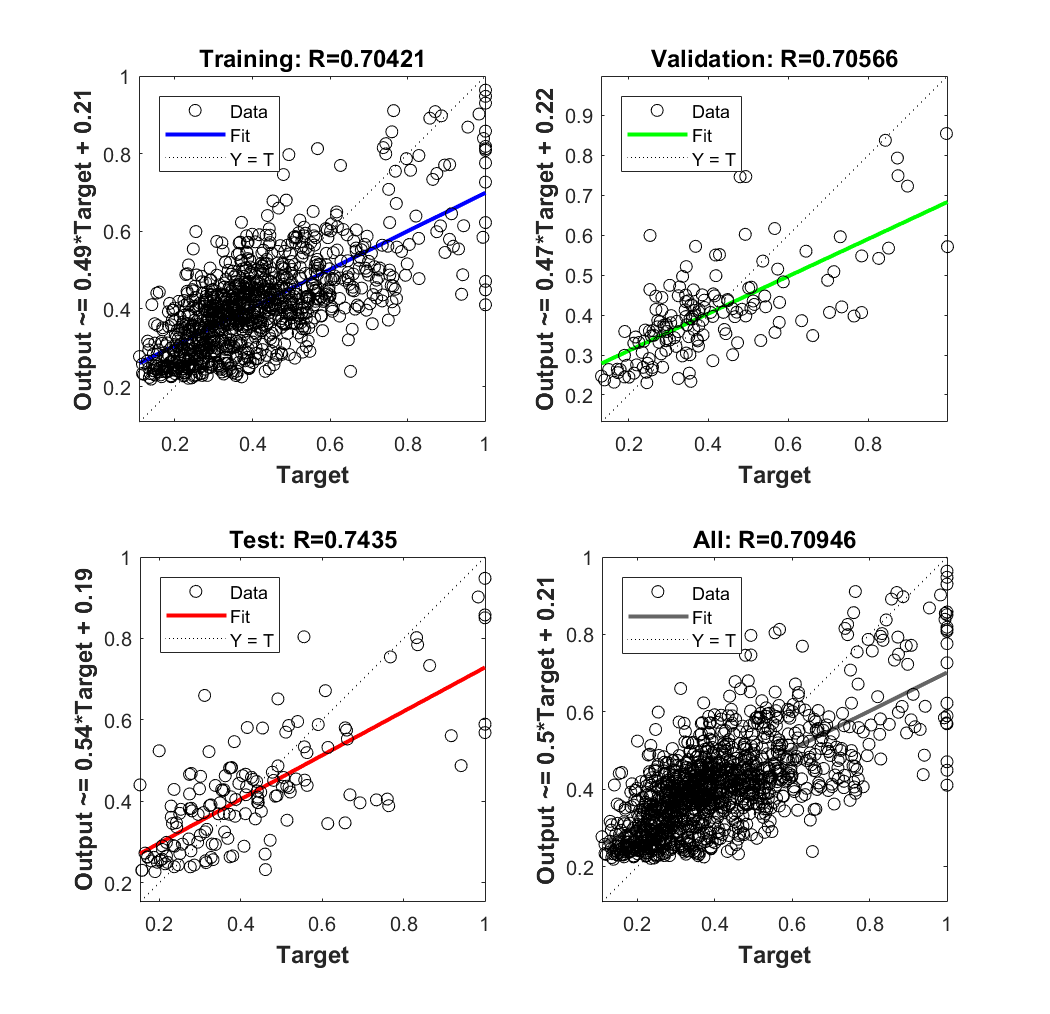 Training: R=0.70421
Output ~= 0.49*Target + 0.21
1
0.8
0.6
0.4
0.2
Data
Fit
Y = T
0.2 0.4 0.6 0.8 1
Target
Validation: R=0.70566
Output ~= 0.47*Target + 0.22
0.9
0.8
0.7
0.6
0.5
0.4
0.3
0.2
Data
Fit
Y = T
0.2 0.4 0.6 0.8
Target
Test: R=0.7435
Output ~= 0.54*Target + 0.19
1
0.8
0.6
0.4
0.2
Data
Fit
Y = T
0.2 0.4 0.6 0.8 1
Target
All: R=0.70946
Output ~= 0.5*Target + 0.21
1
0.8
0.6
0.4
0.2
Data
Fit
Y = T
0.2 0.4 0.6 0.8 1
Target